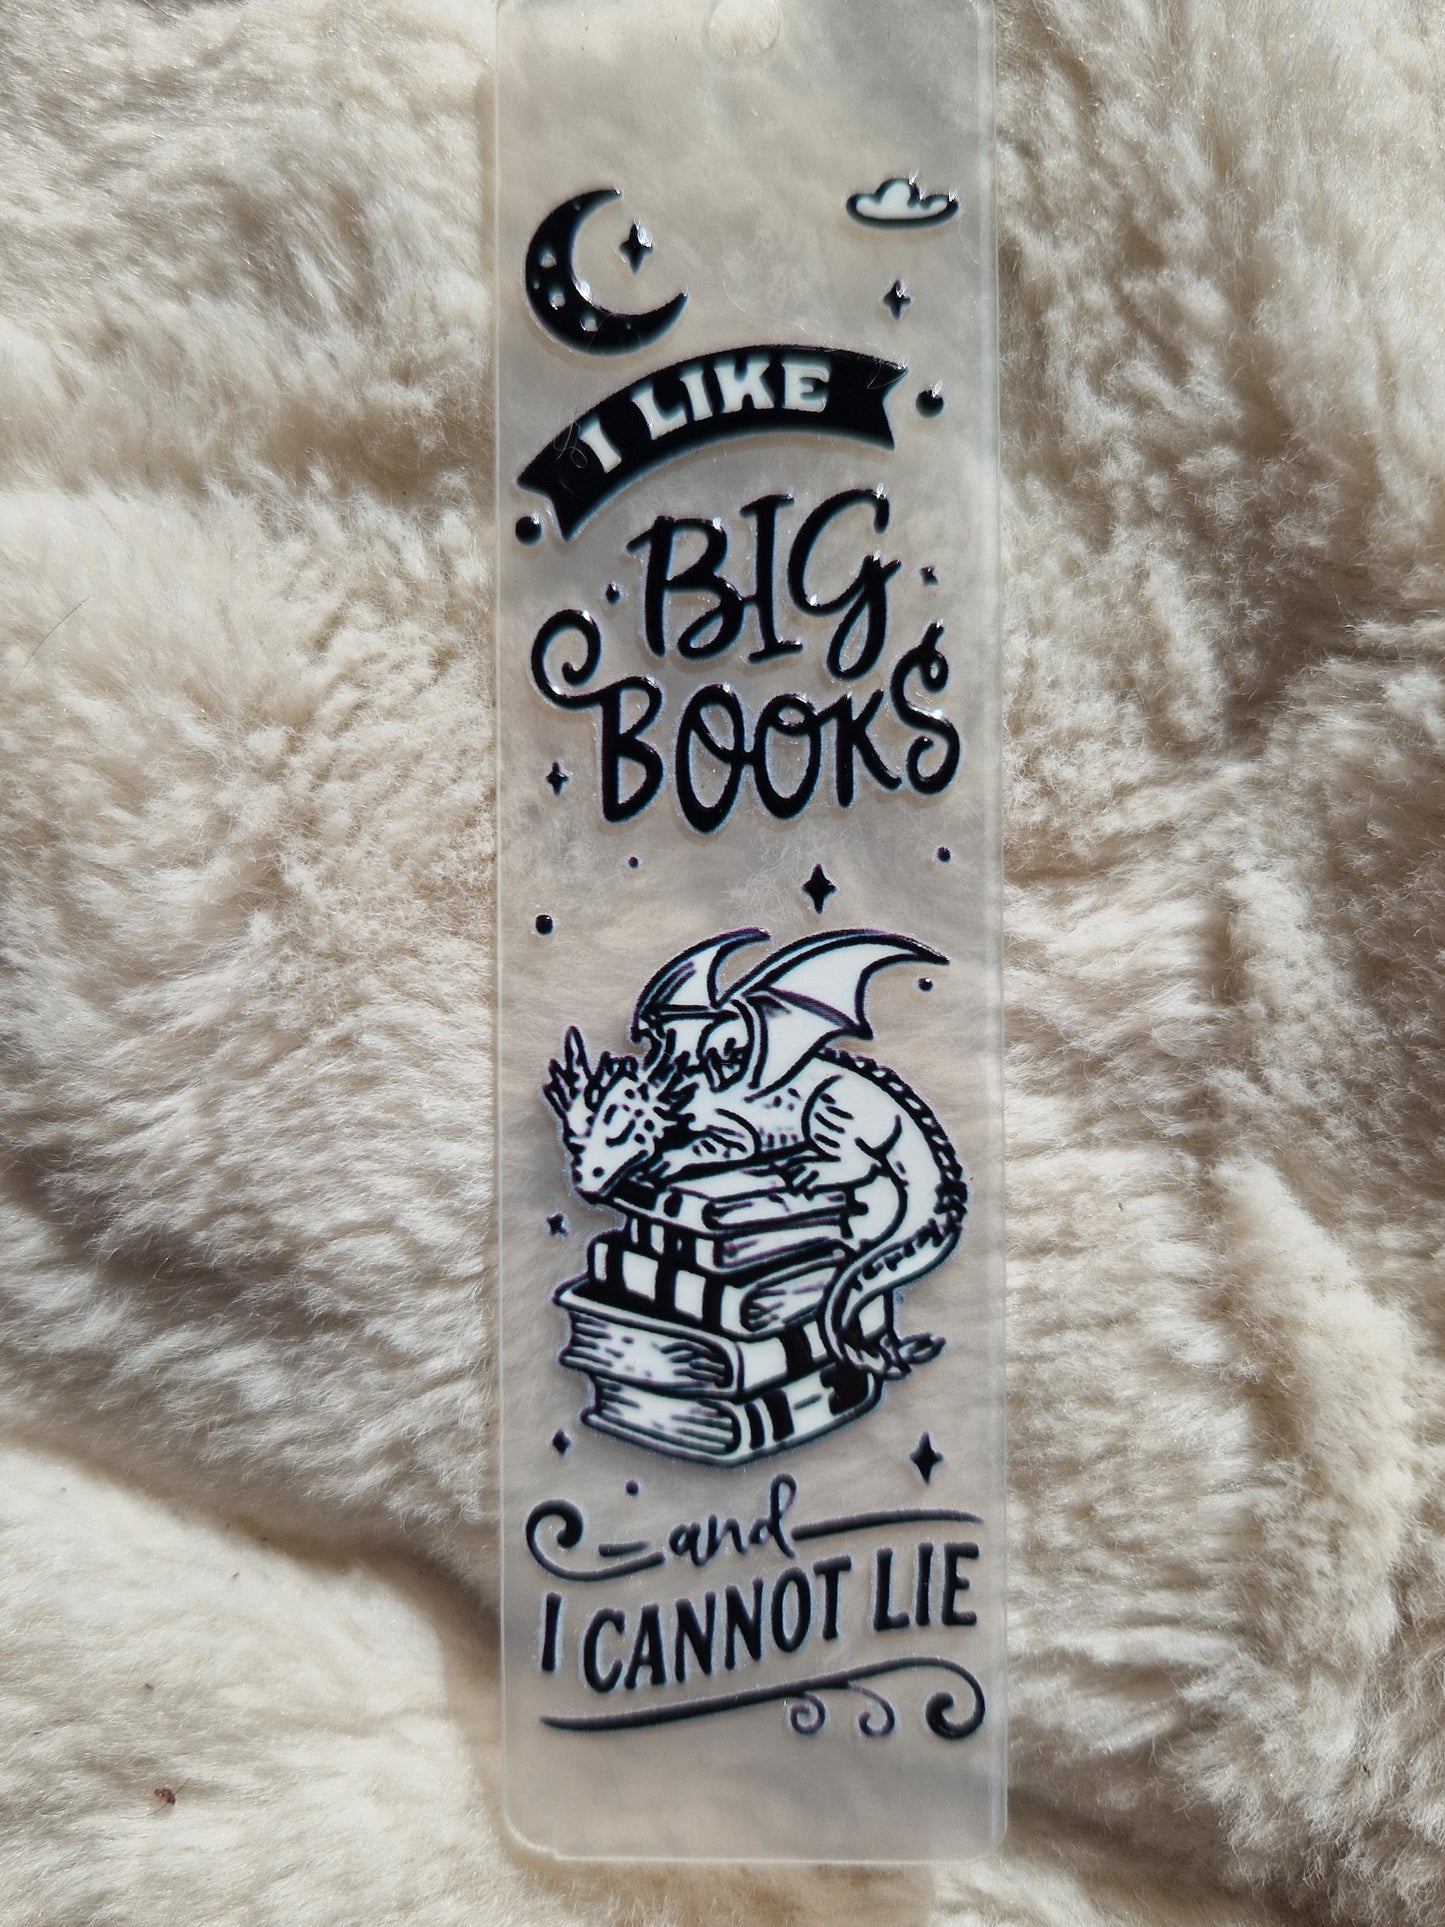 I LIKE
BIG
BOOKS
and
I CANNOT LIE